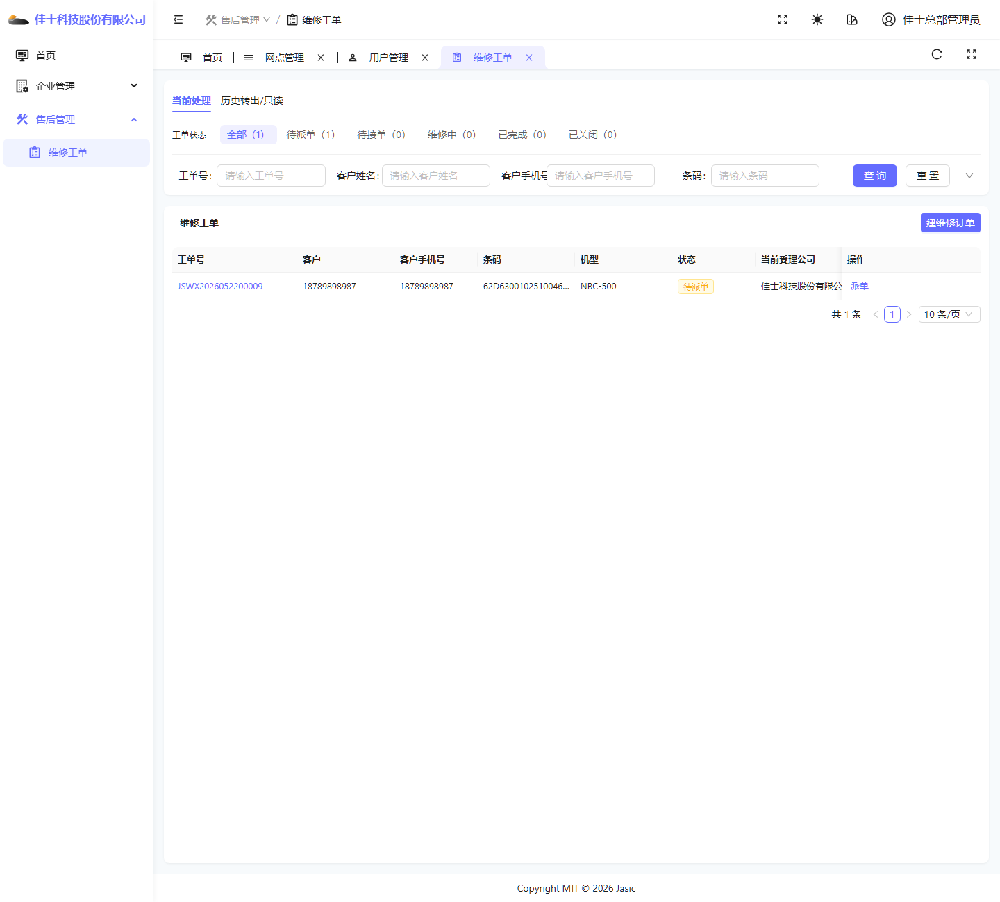 佳士科技股份有限公司
首页
企业管理
售后管理
维修工单
售后管理 / 维修工单
佳士总部管理员
首页
网点管理
用户管理
维修工单
当前处理 历史转出/只读
工单状态 全部（1） 待派单（1） 待接单（0） 维修中（0） 已完成（0） 已关闭（0）
工单号: 请输入工单号 客户姓名: 请输入客户姓名 客户手机号 请输入客户手机号 条码: 请输入条码 查 询 重 置
维修工单 建维修订单
工单号 客户 客户手机号 条码 机型 状态 当前受理公司 操作
JSWX2026052200009 18789898987 18789898987 62D6300102510046... NBC-500 待派单 佳士科技股份有限公 派单
共 1 条 < 1 > 10 条/页
Copyright MIT © 2026 Jasic